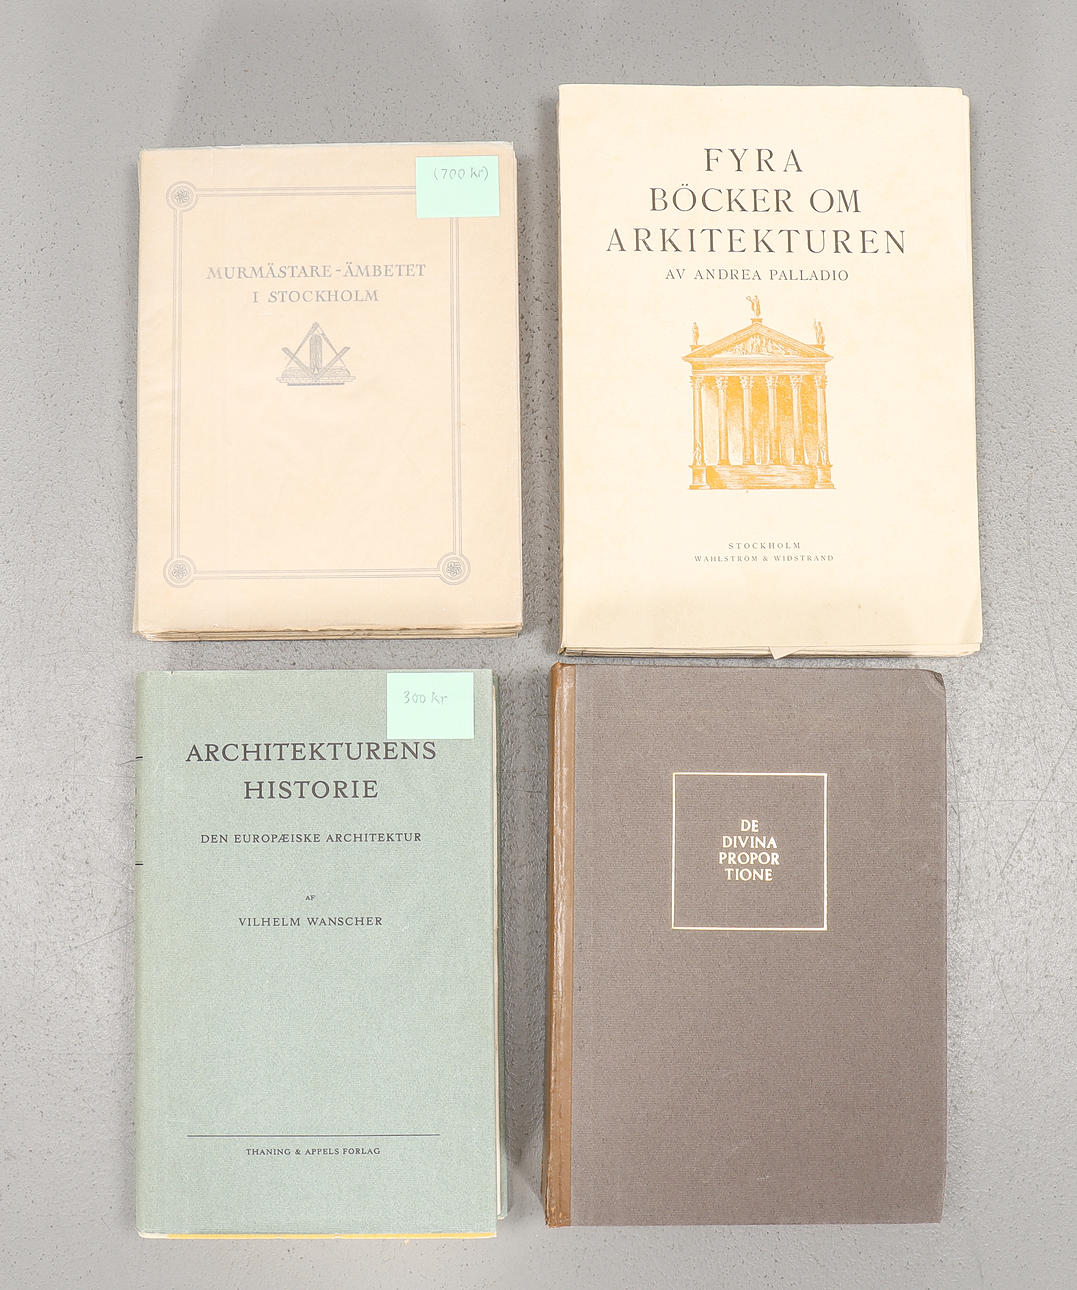 (700 kr)
MURMÄSTARE-ÄMBETET
I STOCKHOLM
FYRA
BÖCKER OM
ARKITEKTUREN
AV ANDREA PALLADIO
STOCKHOLM
WAHLSTRÖM & WIDSTRAND
300 kr
ARCHITEKTURENS
HISTORIE
DEN EUROPÆISKE ARCHITEKTUR
AF
VILHELM WANSCHER
THANING & APPELS FORLAG
DE
DIVINA
PROPOR
TIONE